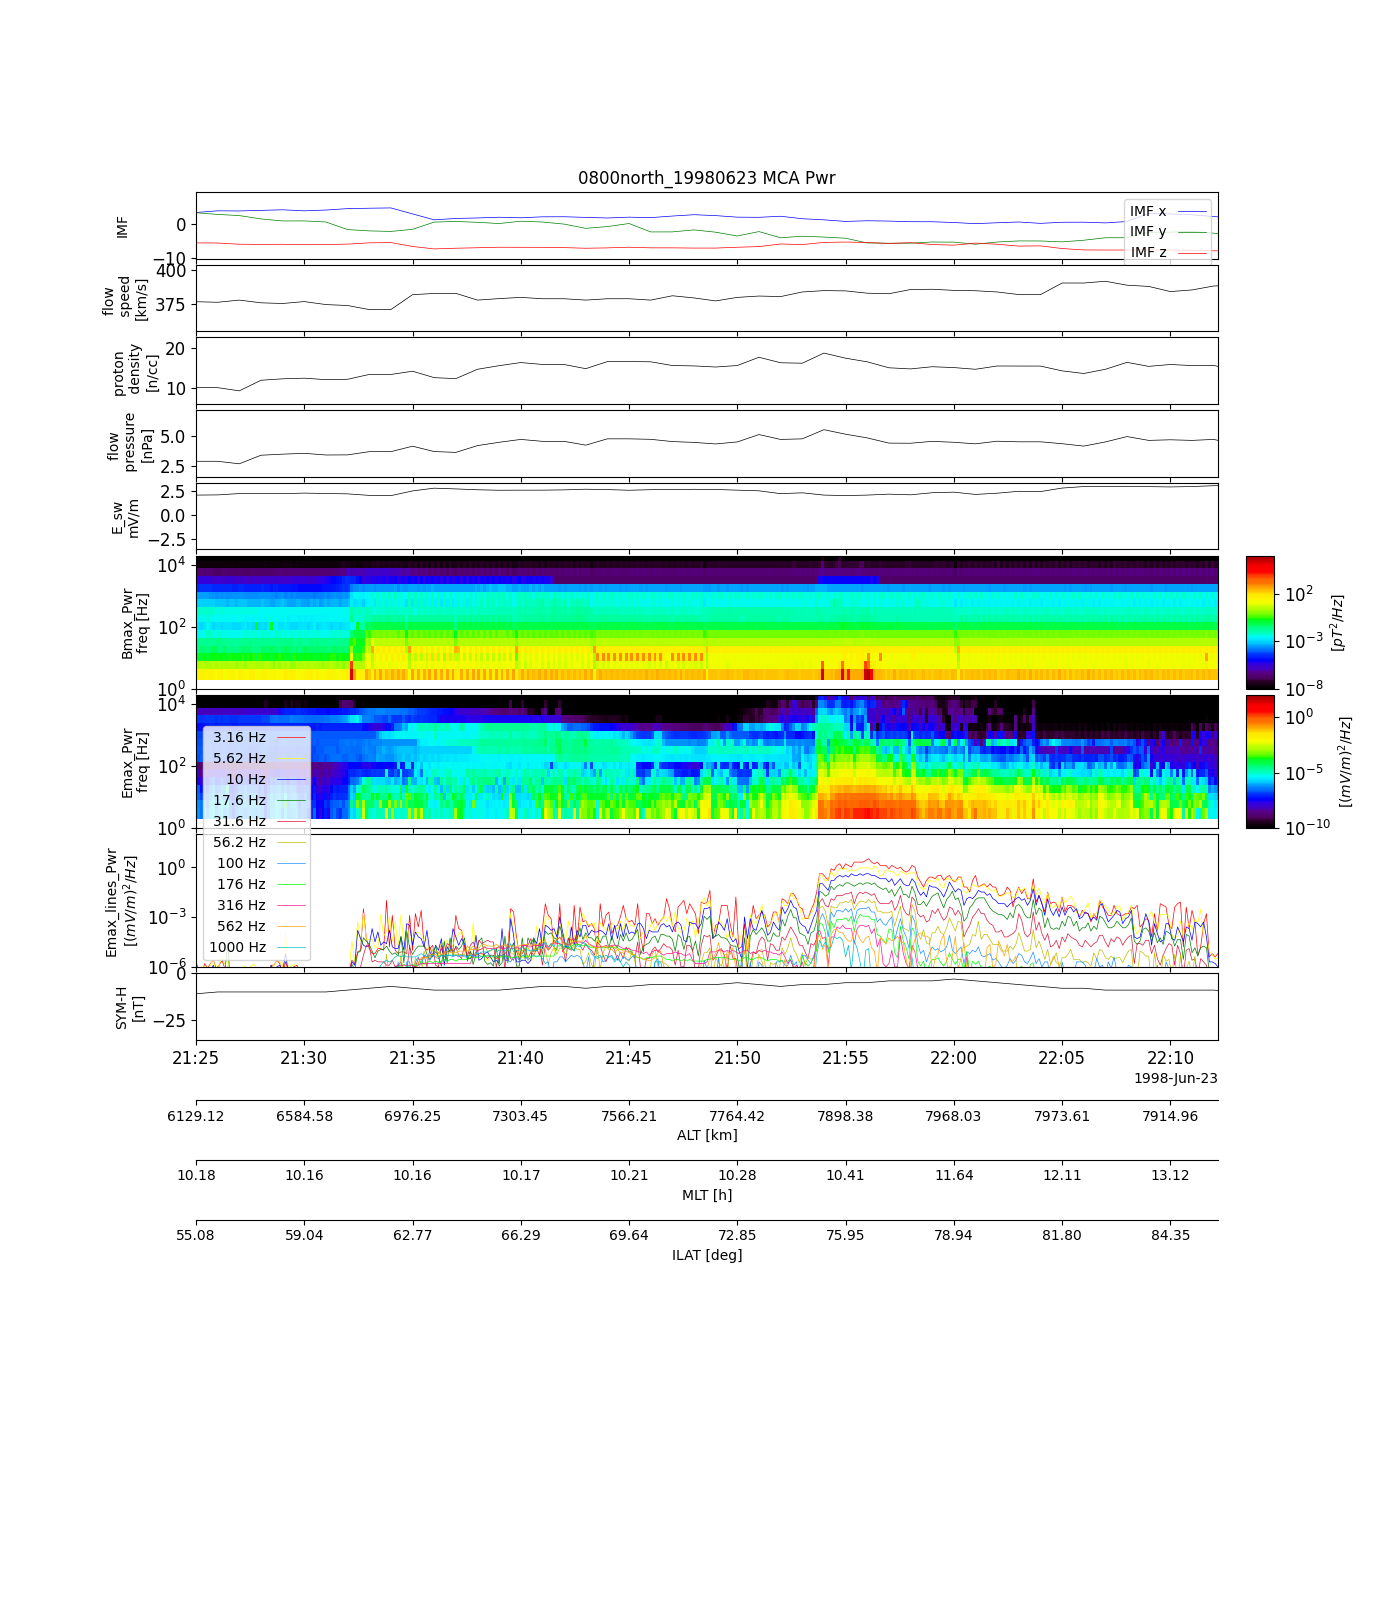 0800north_19980623 MCA Pwr
IMF
0
−10
IMF x
IMF y
IMF z
flow
speed
[km/s]
400
375
proton
density
[n/cc]
20
10
flow
pressure
[nPa]
5.0
2.5
E_sw
mV/m
2.5
0.0
−2.5
Bmax_Pwr
freq [Hz]
10^4
10^2
10^0
10^2
10^−3
10^−8
[pT^2/Hz]
Emax_Pwr
freq [Hz]
10^4
10^2
10^0
10^0
10^−5
10^−10
[(mV/m)^2/Hz]
3.16 Hz
5.62 Hz
10 Hz
17.6 Hz
31.6 Hz
56.2 Hz
100 Hz
176 Hz
316 Hz
562 Hz
1000 Hz
Emax_lines_Pwr
[(mV/m)^2/Hz]
10^0
10^−3
10^−6
SYM-H
[nT]
0
−25
21:25 21:30 21:35 21:40 21:45 21:50 21:55 22:00 22:05 22:10
1998-Jun-23
6129.12 6584.58 6976.25 7303.45 7566.21 7764.42 7898.38 7968.03 7973.61 7914.96
ALT [km]
10.18 10.16 10.16 10.17 10.21 10.28 10.41 11.64 12.11 13.12
MLT [h]
55.08 59.04 62.77 66.29 69.64 72.85 75.95 78.94 81.80 84.35
ILAT [deg]